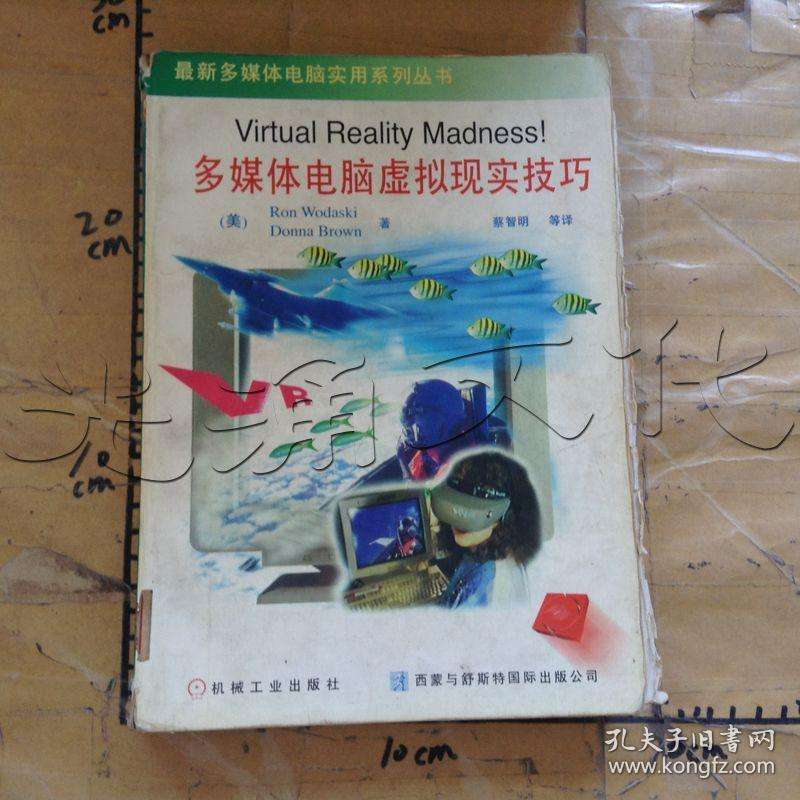 cm
最新多媒体电脑实用系列丛书
Virtual Reality Madness!
多媒体电脑虚拟现实技巧
(美) Ron Wodaski
Donna Brown 著
蔡智明 等译
20
cm
VR
10
cm
机械工业出版社
西蒙与舒斯特国际出版公司
10cm
孔夫子旧书网
www.kongfz.com